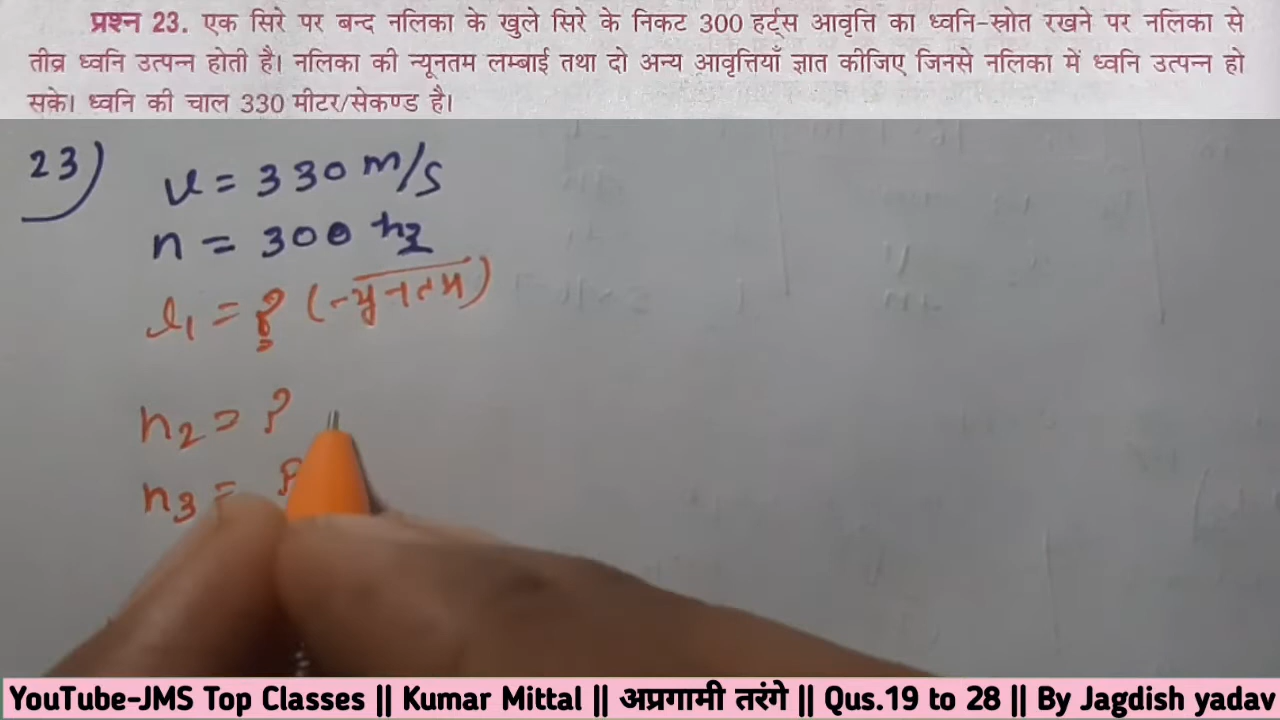 प्रश्न 23. एक सिरे पर बन्द नलिका के खुले सिरे के निकट 300 हर्ट्स आवृत्ति का ध्वनि-स्रोत रखने पर नलिका से
तीव्र ध्वनि उत्पन्न होती है। नलिका की न्यूनतम लम्बाई तथा दो अन्य आवृत्तियाँ ज्ञात कीजिए जिनसे नलिका में ध्वनि उत्पन्न हो
सके। ध्वनि की चाल 330 मीटर/सेकण्ड है।
23)
v = 330 m/s
n = 300 hz
l₁ = ? (न्यूनतम)
n₂ = ?
n₃ = ?
YouTube-JMS Top Classes || Kumar Mittal || अप्रगामी तरंगे || Qus.19 to 28 || By Jagdish yadav